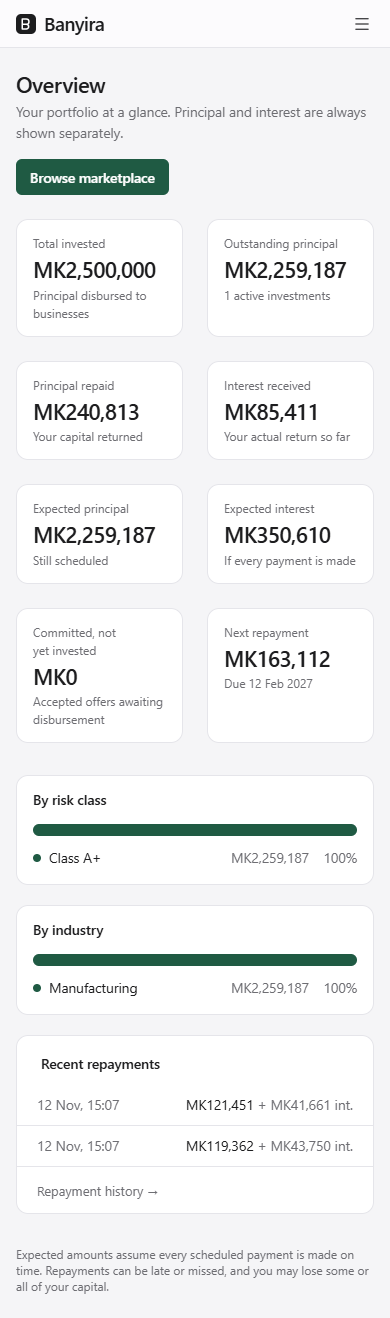 B Banyira
Overview
Your portfolio at a glance. Principal and interest are always
shown separately.
Browse marketplace
Total invested
MK2,500,000
Principal disbursed to
businesses
Outstanding principal
MK2,259,187
1 active investments
Principal repaid
MK240,813
Your capital returned
Interest received
MK85,411
Your actual return so far
Expected principal
MK2,259,187
Still scheduled
Expected interest
MK350,610
If every payment is made
Committed, not
yet invested
MK0
Accepted offers awaiting
disbursement
Next repayment
MK163,112
Due 12 Feb 2027
By risk class
Class A+ MK2,259,187 100%
By industry
Manufacturing MK2,259,187 100%
Recent repayments
12 Nov, 15:07 MK121,451 + MK41,661 int.
12 Nov, 15:07 MK119,362 + MK43,750 int.
Repayment history →
Expected amounts assume every scheduled payment is made on
time. Repayments can be late or missed, and you may lose some or
all of your capital.